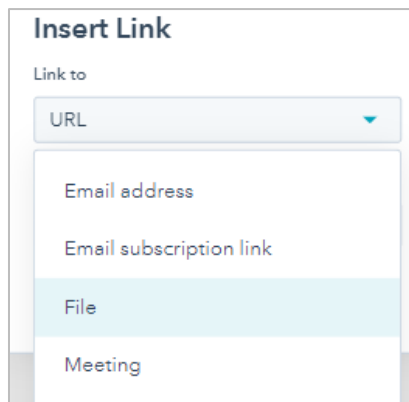 Insert Link
Link to
URL
Email address
Email subscription link
File
Meeting